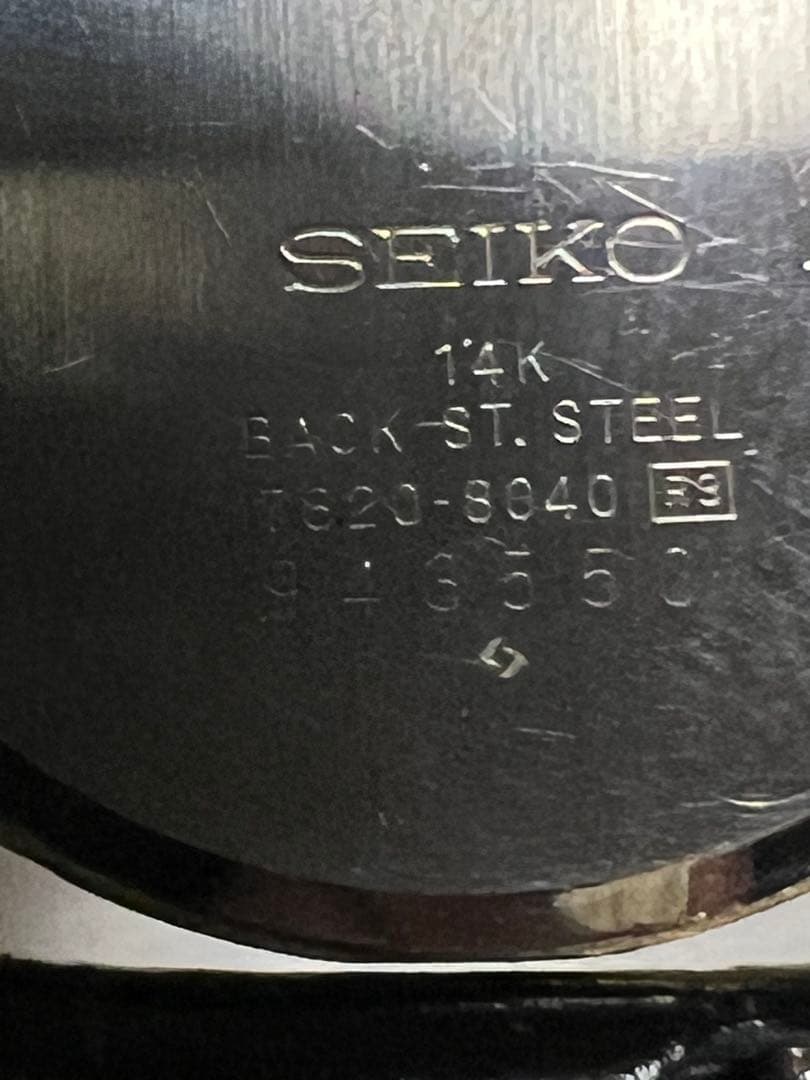 SEIKO
14K
BACK-ST. STEEL
7820-8040